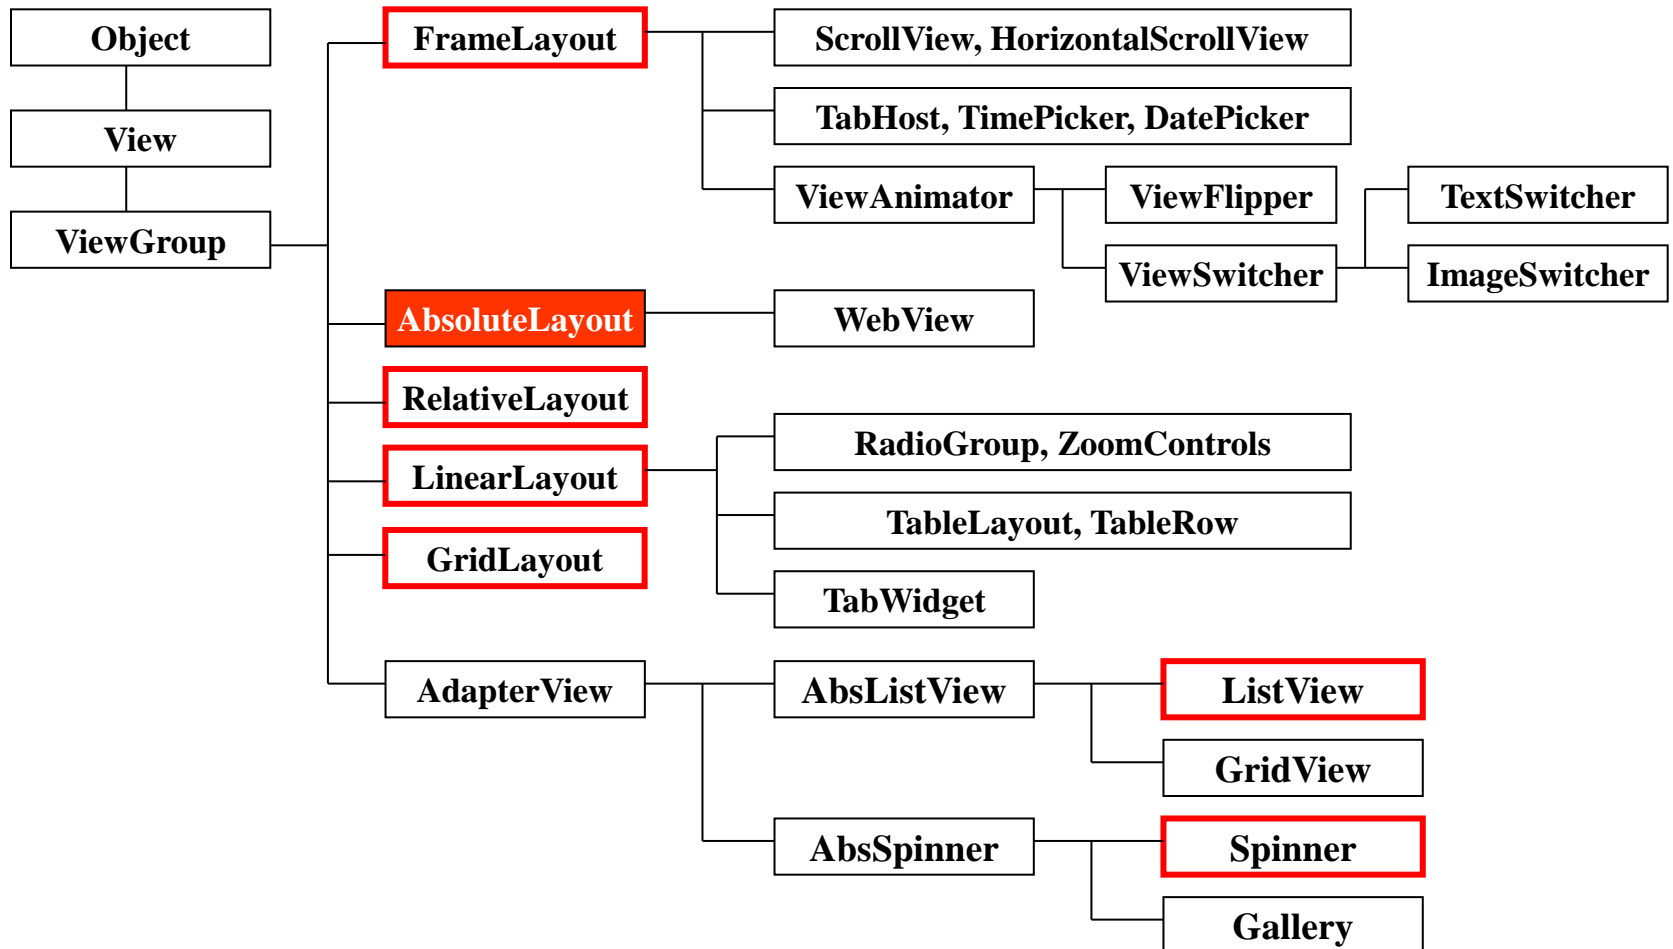 Object
View
ViewGroup
FrameLayout
ScrollView, HorizontalScrollView
TabHost, TimePicker, DatePicker
ViewAnimator
ViewFlipper
TextSwitcher
ViewSwitcher
ImageSwitcher
AbsoluteLayout
WebView
RelativeLayout
LinearLayout
RadioGroup, ZoomControls
TableLayout, TableRow
GridLayout
TabWidget
AdapterView
AbsListView
ListView
GridView
AbsSpinner
Spinner
Gallery